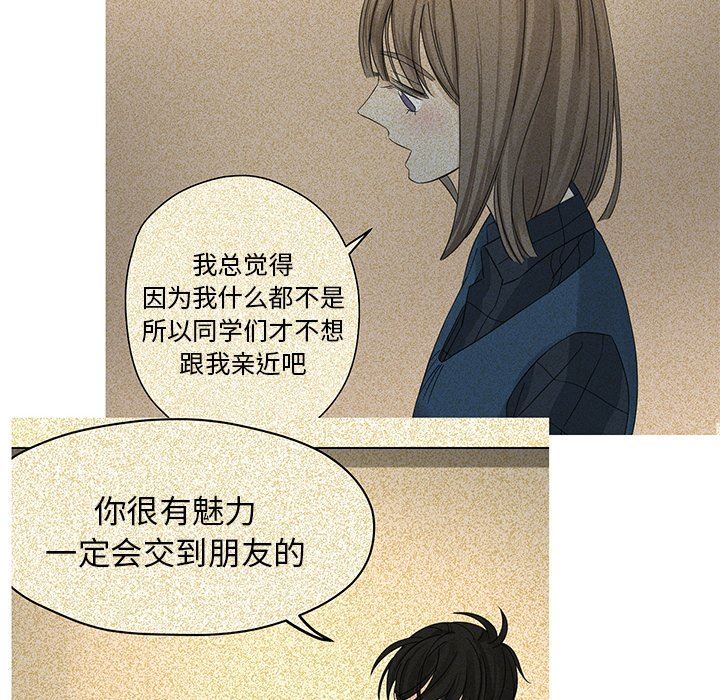 我总觉得
因为我什么都不是
所以同学们才不想
跟我亲近吧
你很有魅力
一定会交到朋友的